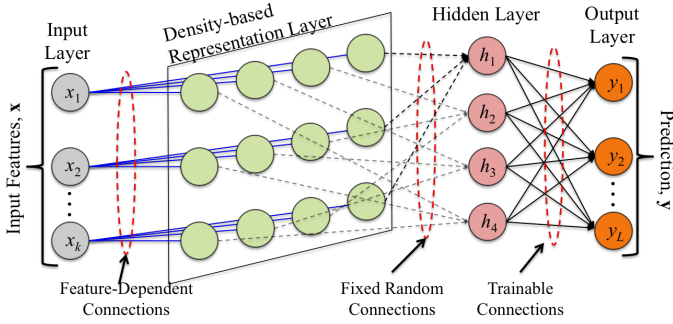 Input
Layer
Density-based
Representation Layer
Hidden Layer
Output
Layer
Input Features, x
x1
x2
xk
h1
h2
h3
h4
y1
y2
yL
Prediction, y
Feature-Dependent
Connections
Fixed Random
Connections
Trainable
Connections